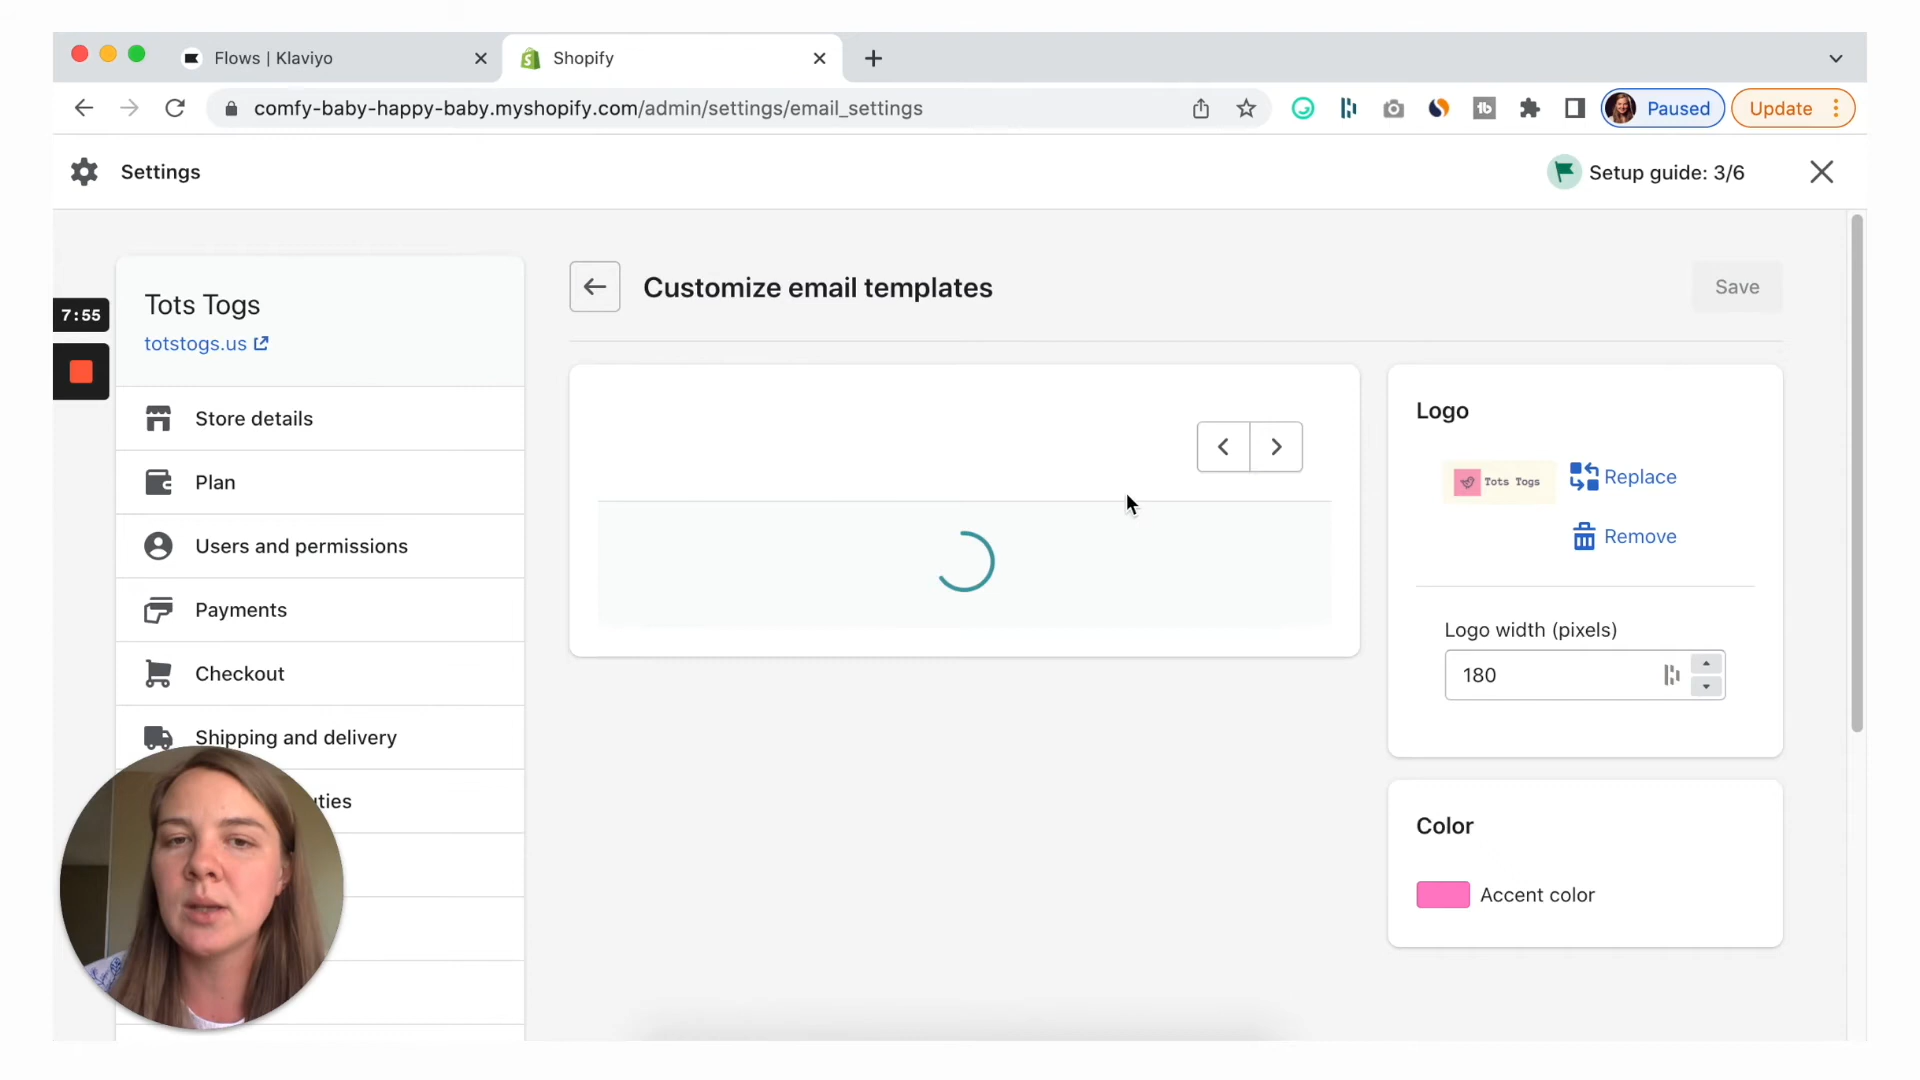 Flows | Klaviyo
Shopify
comfy-baby-happy-baby.myshopify.com/admin/settings/email_settings
Paused
Update
Settings
Setup guide: 3/6
Tots Togs
totstogs.us
7:55
Store details
Plan
Users and permissions
Payments
Checkout
Shipping and delivery
uties
Customize email templates
Save
Logo
Tots Togs
Replace
Remove
Logo width (pixels)
180
Color
Accent color